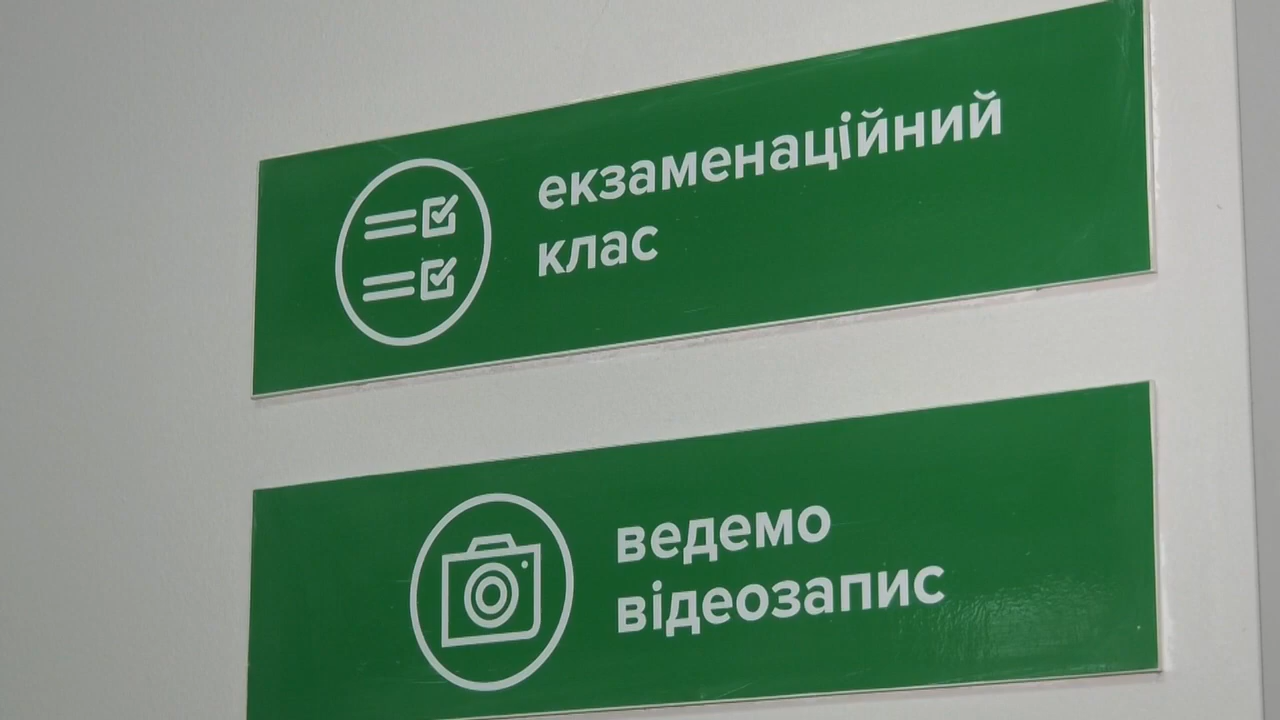 екзаменаційний
клас
ведемо
відеозапис